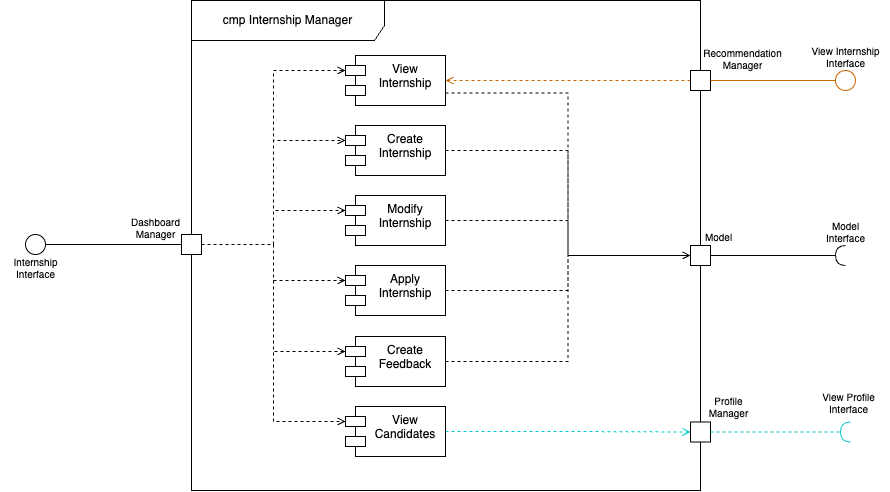 cmp Internship Manager
View
Internship
Recommendation
Manager
View Internship
Interface
Create
Internship
Modify
Internship
Dashboard
Manager
Internship
Interface
Model
Model
Interface
Apply
Internship
Create
Feedback
View
Candidates
Profile
Manager
View Profile
Interface